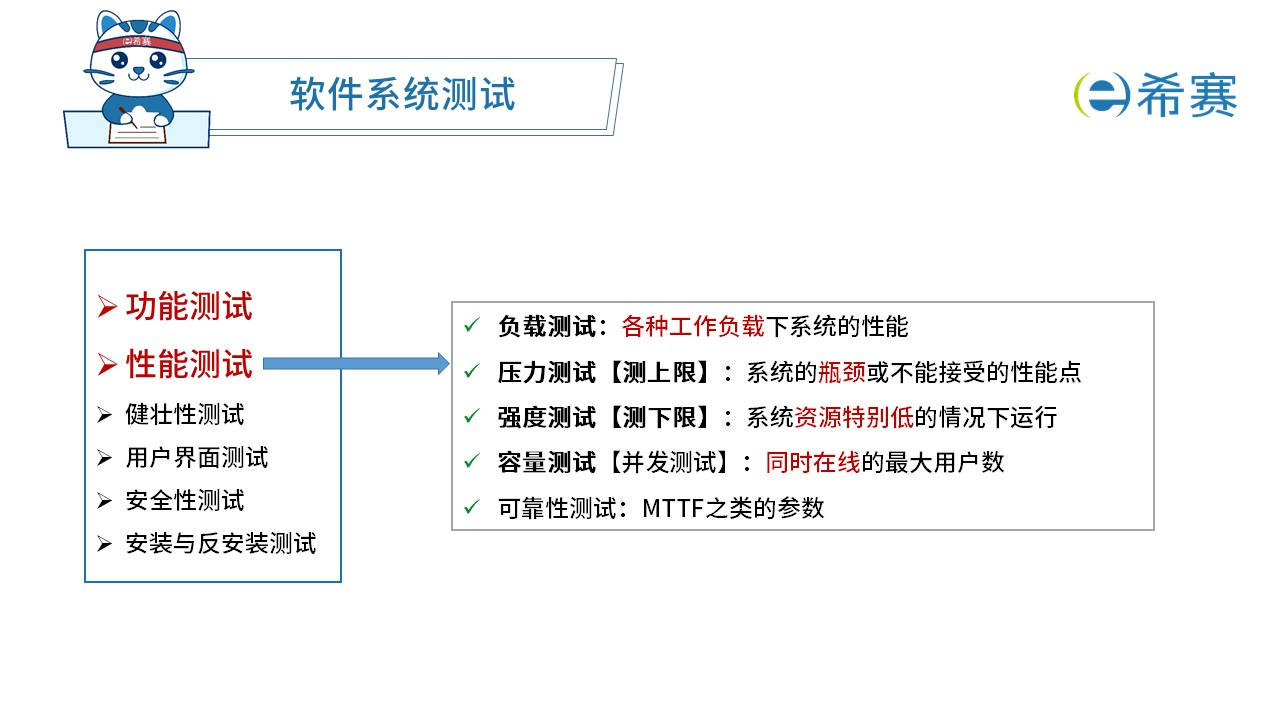 希赛
软件系统测试
希赛
功能测试
性能测试
健壮性测试
用户界面测试
安全性测试
安装与反安装测试
负载测试：各种工作负载下系统的性能
压力测试【测上限】：系统的瓶颈或不能接受的性能点
强度测试【测下限】：系统资源特别低的情况下运行
容量测试【并发测试】：同时在线的最大用户数
可靠性测试：MTTF之类的参数